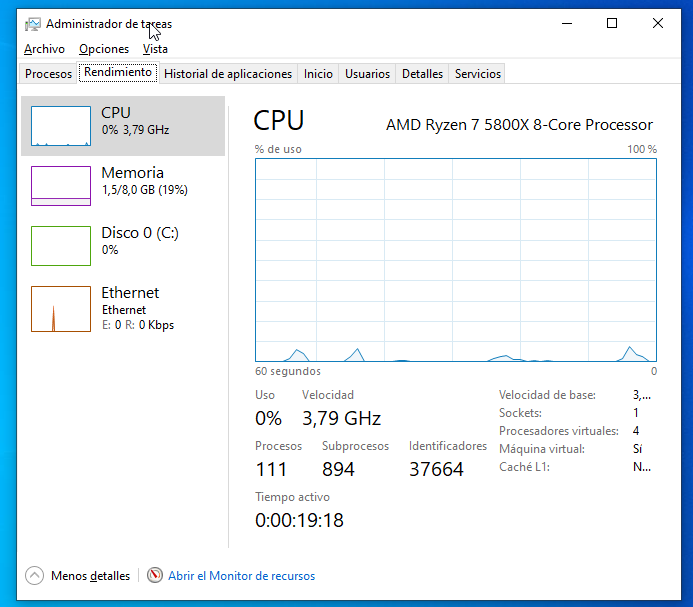 Administrador de tareas
Archivo Opciones Vista
Procesos Rendimiento Historial de aplicaciones Inicio Usuarios Detalles Servicios
CPU
0% 3,79 GHz
Memoria
1,5/8,0 GB (19%)
Disco 0 (C:)
0%
Ethernet
Ethernet
E: 0 R: 0 Kbps
CPU AMD Ryzen 7 5800X 8-Core Processor
% de uso 100 %
60 segundos 0
Uso Velocidad
0% 3,79 GHz
Procesos Subprocesos Identificadores
111 894 37664
Tiempo activo
0:00:19:18
Velocidad de base: 3,...
Sockets: 1
Procesadores virtuales: 4
Máquina virtual: Sí
Caché L1: N...
Menos detalles Abrir el Monitor de recursos